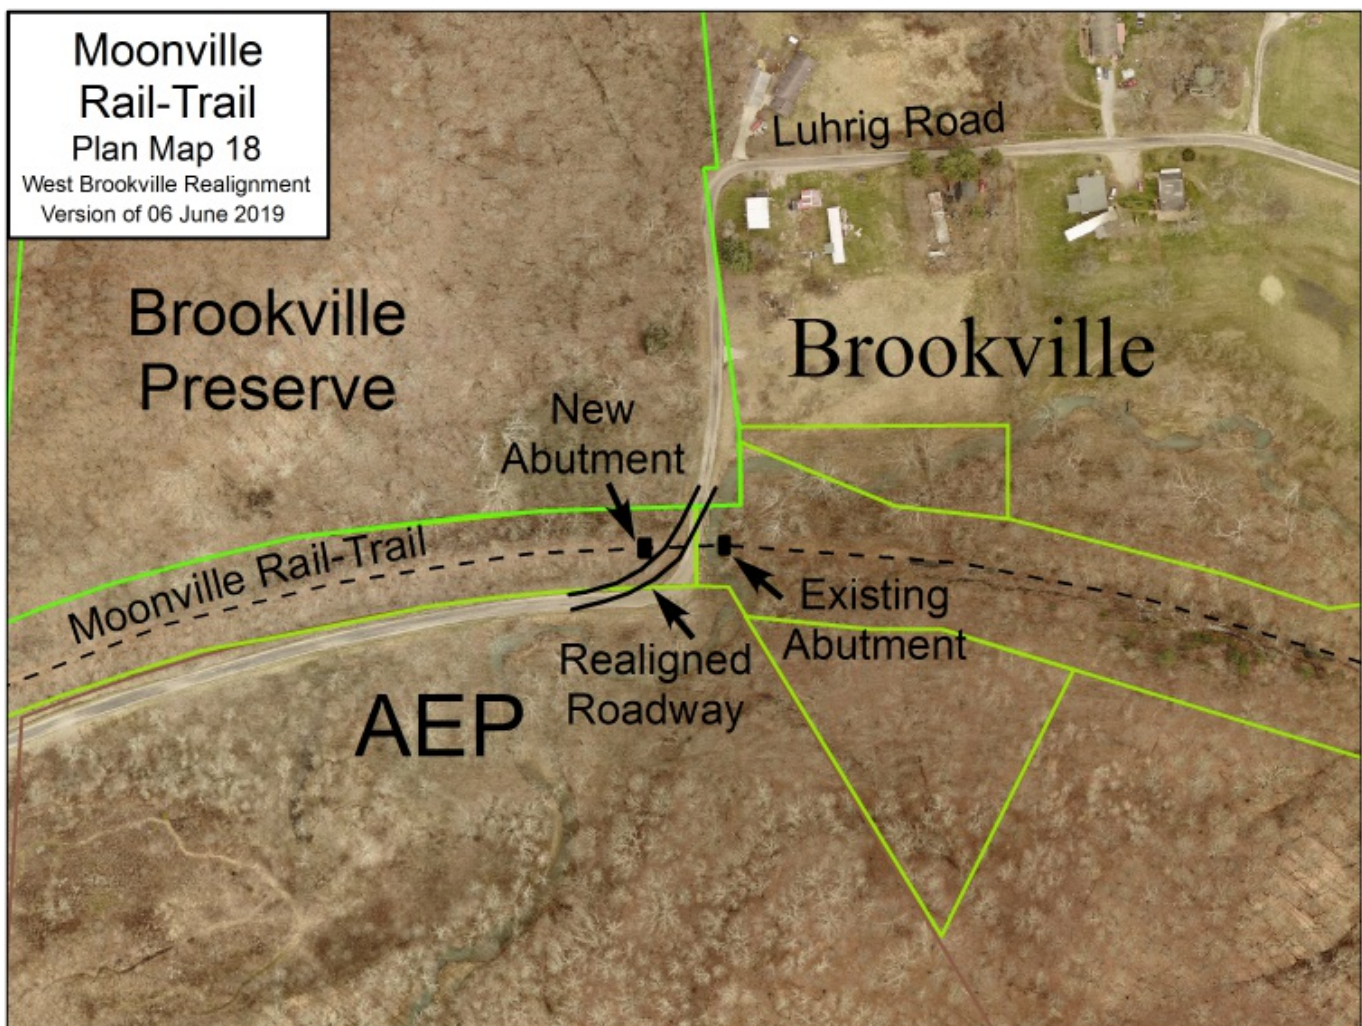 Moonville
Rail-Trail
Plan Map 18
West Brookville Realignment
Version of 06 June 2019
Luhrig Road
Brookville
Preserve
Brookville
New
Abutment
Moonville Rail-Trail
Existing
Abutment
Realigned
Roadway
AEP